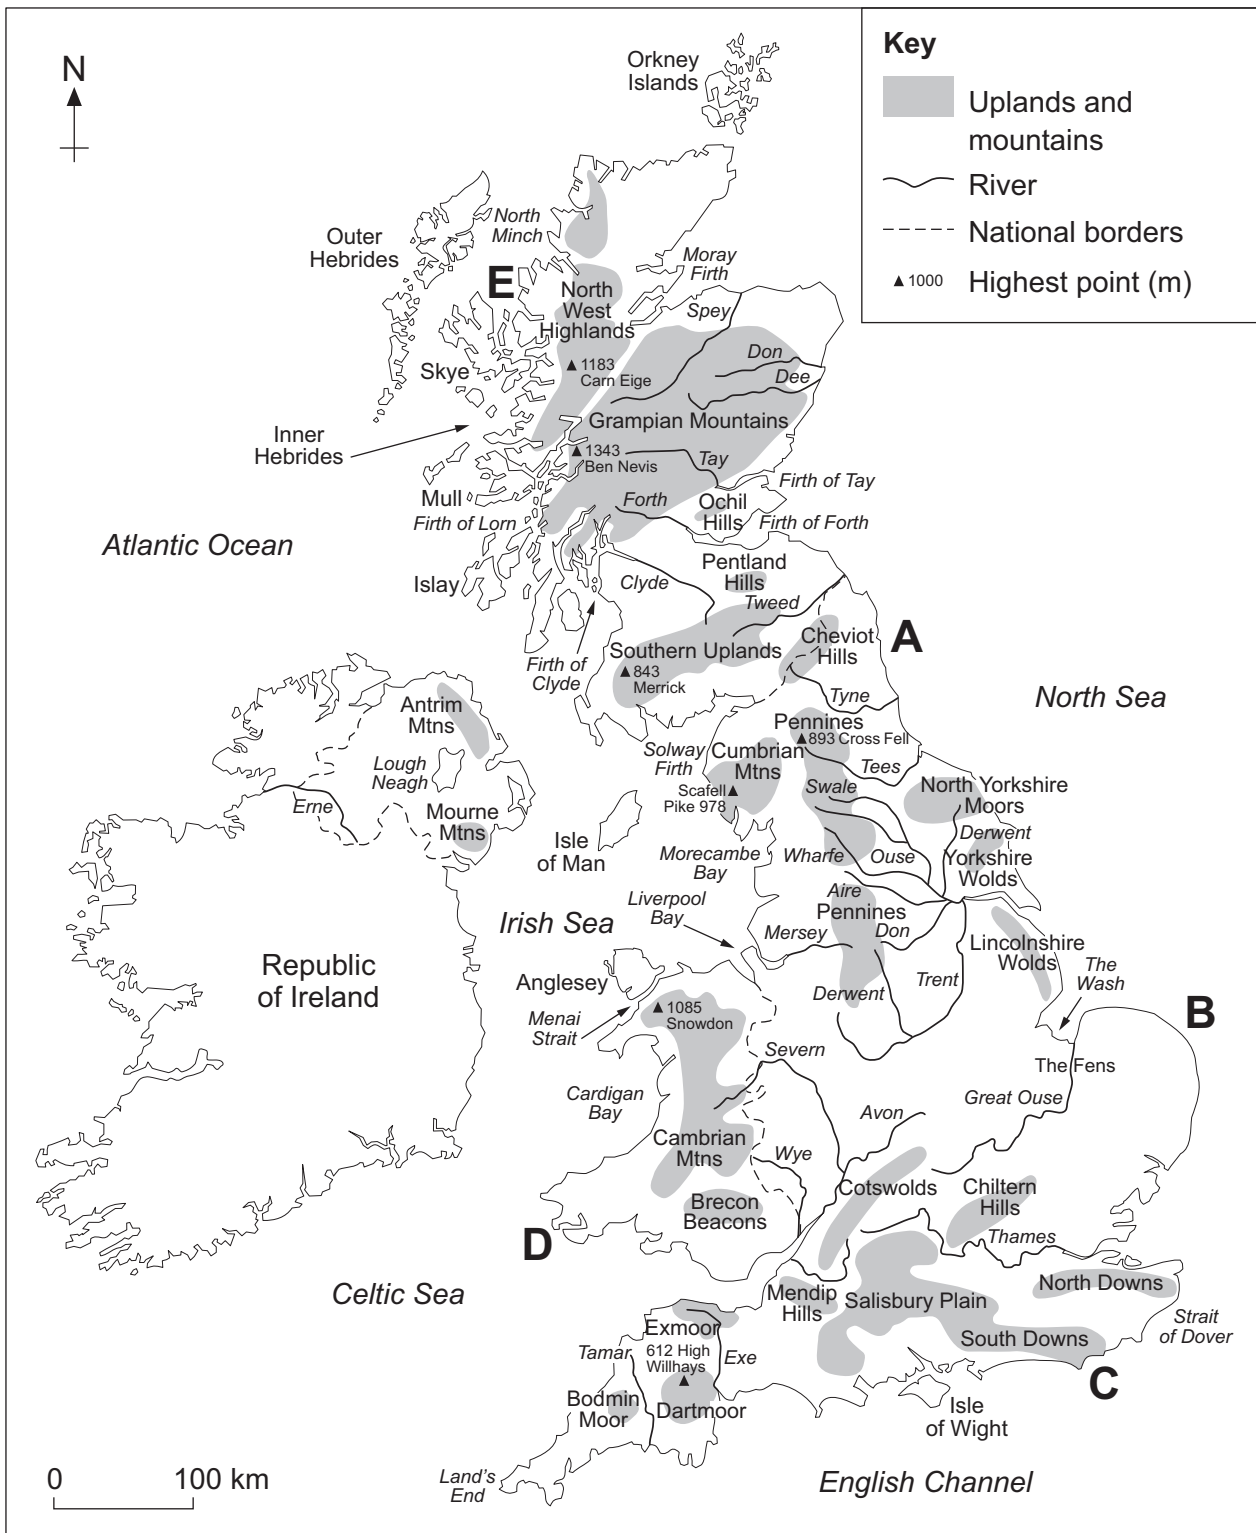 Key
Uplands and
mountains
River
National borders
1000
Highest point (m)
N
Orkney
Islands
North
Minch
Outer
Hebrides
Moray
Firth
E
North
West
Highlands
Spey
Don
Dee
1183
Carn Eige
Skye
Grampian Mountains
Inner
Hebrides
1343
Ben Nevis
Tay
Firth of Tay
Mull
Forth
Ochil
Hills
Firth of Lorn
Firth of Forth
Atlantic Ocean
Pentland
Hills
Islay
Clyde
Tweed
A
Cheviot
Hills
Southern Uplands
Firth of
Clyde
843
Merrick
Tyne
North Sea
Antrim
Mtns
Pennines
893 Cross Fell
Solway
Firth
Cumbrian
Mtns
Lough
Neagh
Tees
Scafell
Pike 978
Swale
North Yorkshire
Moors
Erne
Mourne
Mtns
Isle
of Man
Derwent
Morecambe
Bay
Wharfe
Ouse
Yorkshire
Wolds
Liverpool
Bay
Aire
Pennines
Irish Sea
Mersey
Don
Lincolnshire
Wolds
Republic
of Ireland
Anglesey
The
Wash
Derwent
Trent
Menai
Strait
1085
Snowdon
B
Severn
The Fens
Cardigan
Bay
Great Ouse
Avon
Cambrian
Mtns
Wye
Cotswolds
Chiltern
Hills
Brecon
Beacons
D
Thames
Celtic Sea
Mendip
Hills
Salisbury Plain
North Downs
Strait
of Dover
Exmoor
South Downs
Tamar
612 High
Willhays
Exe
C
Bodmin
Moor
Dartmoor
Isle
of Wight
0 100 km
Land's
End
English Channel